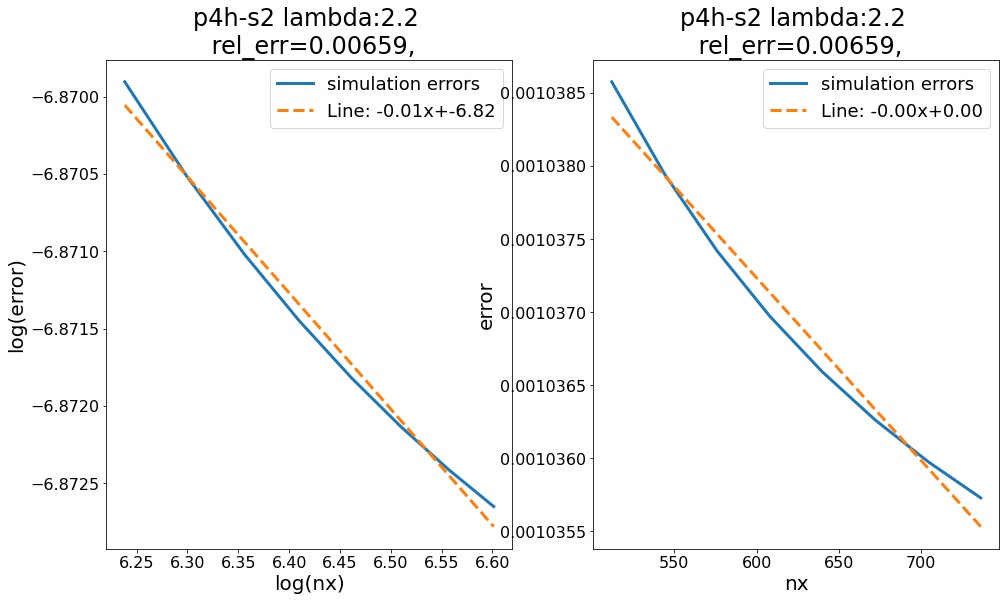 p4h-s2 lambda:2.2
rel_err=0.00659,
simulation errors
Line: -0.01x+-6.82
log(error)
−6.8700
−6.8705
−6.8710
−6.8715
−6.8720
−6.8725
6.25 6.30 6.35 6.40 6.45 6.50 6.55 6.60
log(nx)
p4h-s2 lambda:2.2
rel_err=0.00659,
simulation errors
Line: -0.00x+0.00
error
0.0010385
0.0010380
0.0010375
0.0010370
0.0010365
0.0010360
0.0010355
550 600 650 700
nx